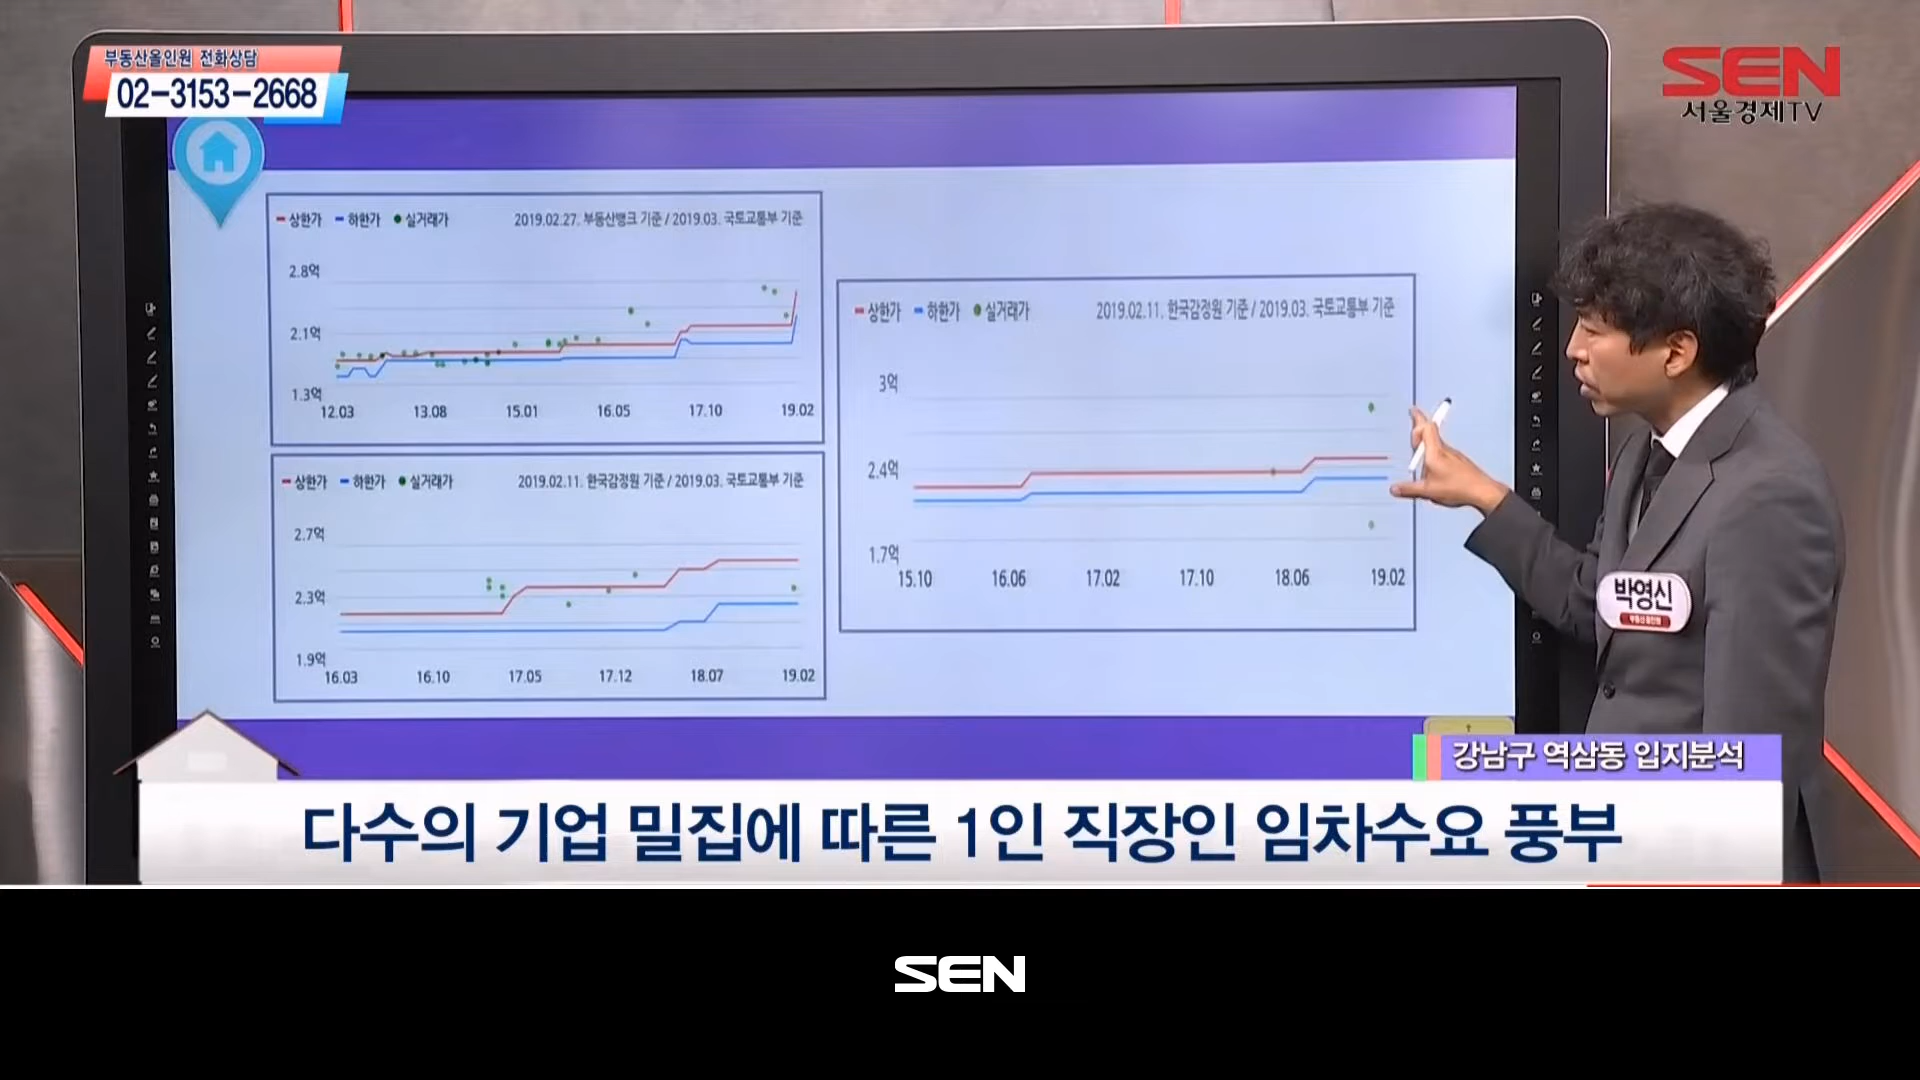 부동산올인원 전화상담
02-3153-2668
SEN
서울경제TV
상한가 하한가 실거래가 2019.02.27. 부동산뱅크 기준 / 2019.03. 국토교통부 기준
2.8억
2.1억
1.3억
12.03 13.08 15.01 16.05 17.10 19.02
상한가 하한가 실거래가 2019.02.11. 한국감정원 기준 / 2019.03. 국토교통부 기준
2.7억
2.3억
1.9억
16.03 16.10 17.05 17.12 18.07 19.02
상한가 하한가 실거래가 2019.02.11. 한국감정원 기준 / 2019.03. 국토교통부 기준
3억
2.4억
1.7억
15.10 16.06 17.02 17.10 18.06 19.02
박영신
부동산올인원
강남구 역삼동 입지분석
다수의 기업 밀집에 따른 1인 직장인 임차수요 풍부
SEN